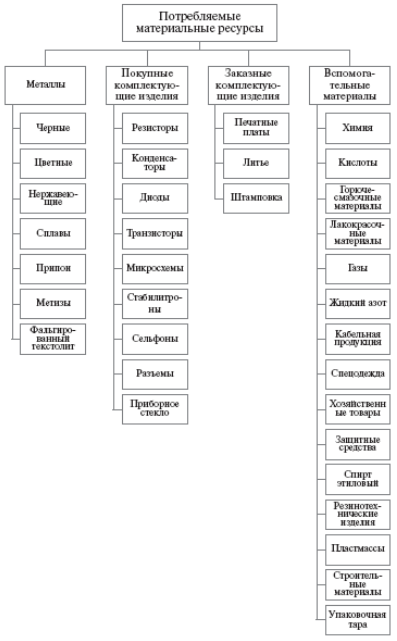 Потребляемые
материальные ресурсы
Металлы
Черные
Цветные
Нержавею-
щие
Сплавы
Припои
Метизы
Фальгиро-
ванный
текстолит
Покупные
комплектую-
щие изделия
Резисторы
Конденса-
торы
Диоды
Транзисторы
Микросхемы
Стабилитро-
ны
Сельфоны
Разъемы
Приборное
стекло
Заказные
комплектую-
щие изделия
Печатные
платы
Литье
Штамповка
Вспомога-
тельные
материалы
Химия
Кислоты
Горюче-
смазочные
материалы
Лакокрасоч-
ные
материалы
Газы
Жидкий азот
Кабельная
продукция
Спецодежда
Хозяйствен
ные товары
Защитные
средства
Спирт
этиловый
Резинотех-
нические
изделия
Пластмассы
Строитель-
ные
материалы
Упаковочная
тара